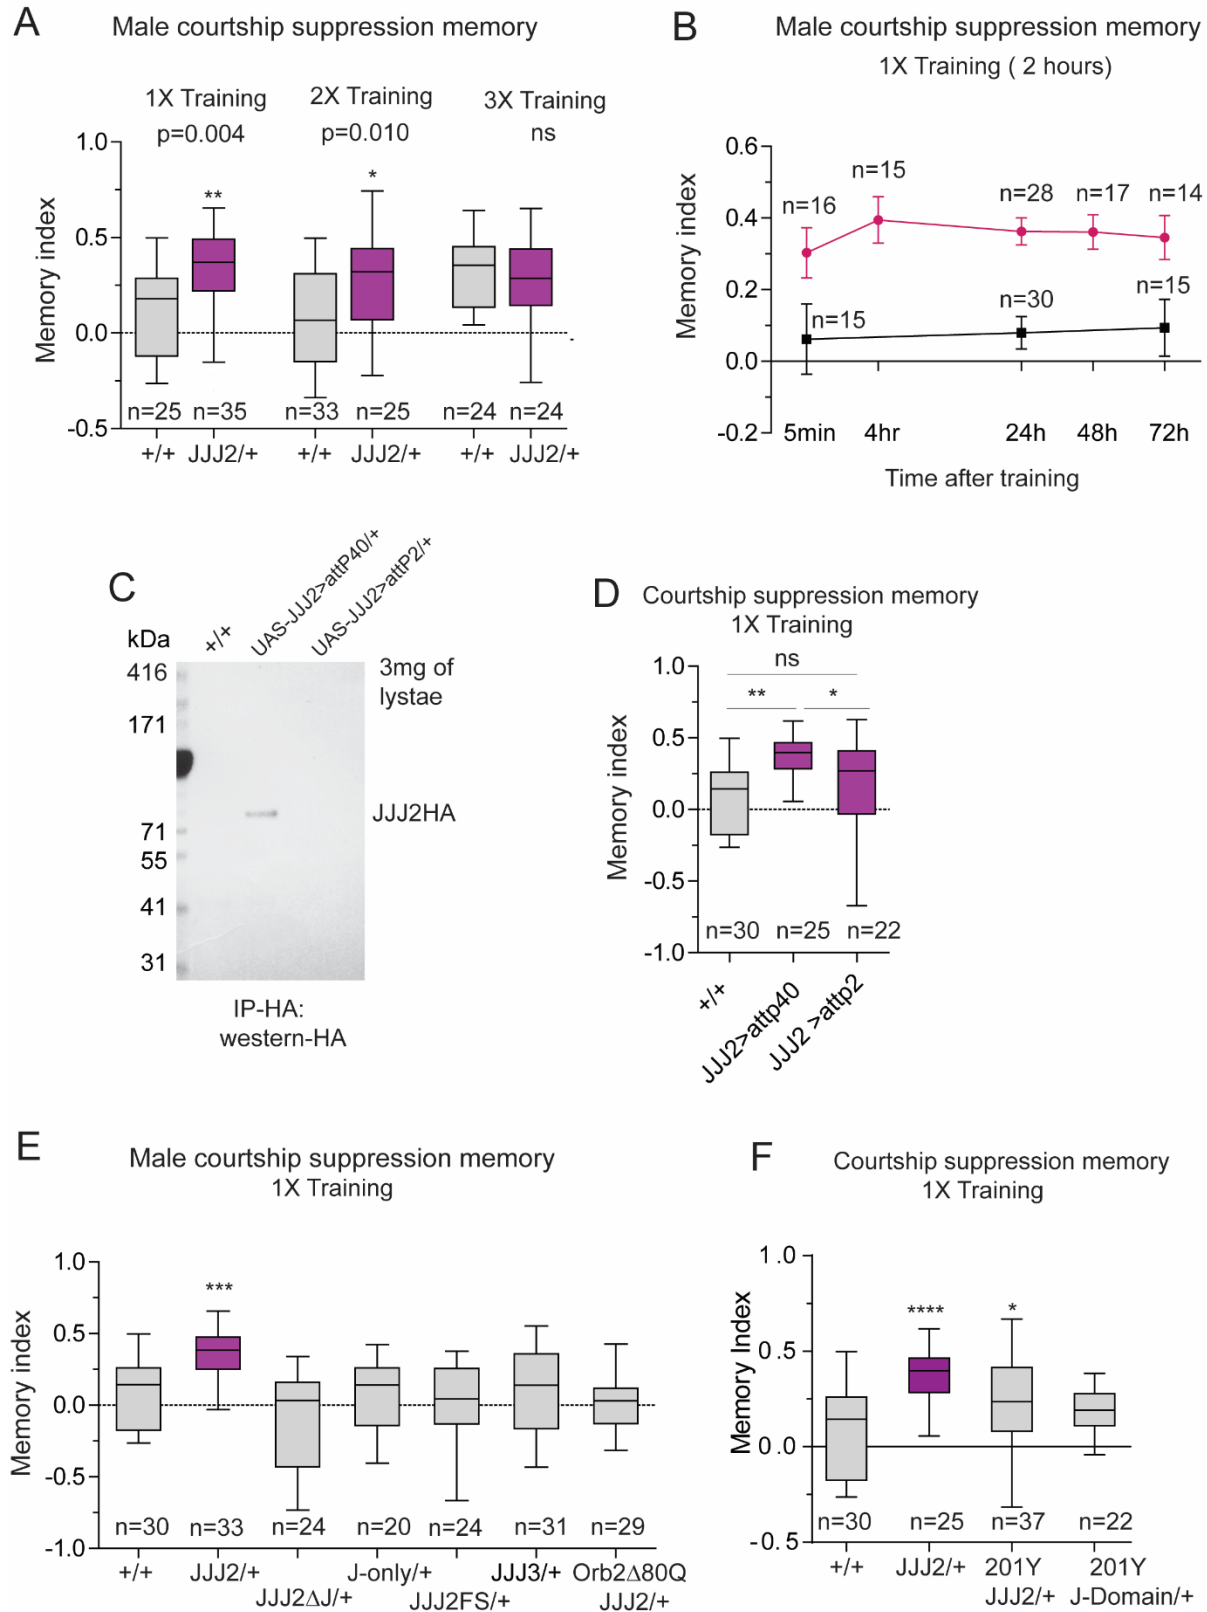 A
Male courtship suppression memory
1X Training
2X Training
3X Training
p=0.004
p=0.010
ns
1.0
0.5
0.0
-0.5
Memory index
**
*
n=25
n=35
n=33
n=25
n=24
n=24
+/+
JJJ2/+
+/+
JJJ2/+
+/+
JJJ2/+
B
Male courtship suppression memory
1X Training ( 2 hours)
0.6
0.4
0.2
0.0
-0.2
Memory index
n=16
n=15
n=28
n=17
n=14
n=15
n=30
n=15
5min
4hr
24h
48h
72h
Time after training
C
+/+
UAS-JJJ2>attP40/+
UAS-JJJ2>attP2/+
kDa
416
171
71
55
41
31
3mg of
lystae
JJJ2HA
IP-HA:
western-HA
D
Courtship suppression memory
1X Training
ns
**
*
1.0
0.5
0.0
-0.5
-1.0
Memory index
n=30
n=25
n=22
+/+
JJJ2>attp40
JJJ2 >attp2
E
Male courtship suppression memory
1X Training
1.0
0.5
0.0
-0.5
-1.0
Memory index
***
n=30
n=33
n=24
n=20
n=24
n=31
n=29
+/+
JJJ2/+
JJJ2ΔJ/+
J-only/+
JJJ2FS/+
JJJ3/+
Orb2Δ80Q
JJJ2/+
F
Courtship suppression memory
1X Training
1.0
0.5
0.0
-0.5
Memory Index
****
*
n=30
n=25
n=37
n=22
+/+
JJJ2/+
201Y
JJJ2/+
201Y
J-Domain/+